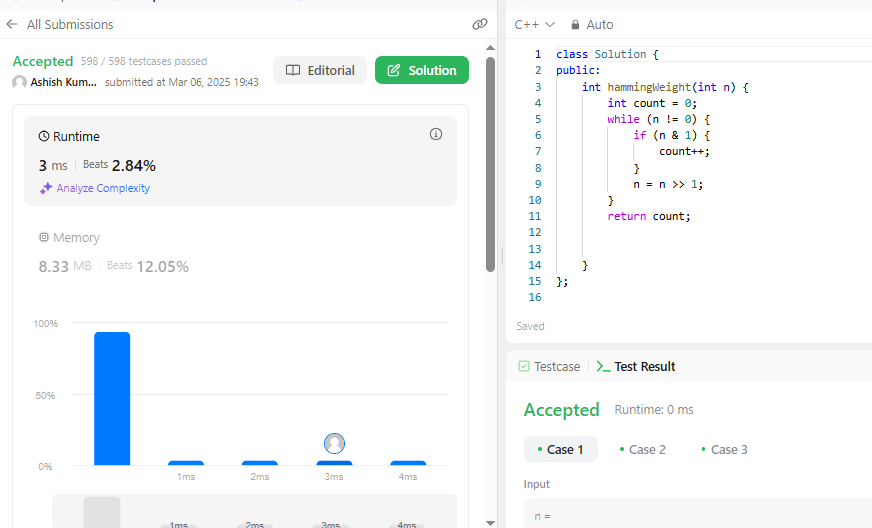 All Submissions
Accepted 598 / 598 testcases passed
Ashish Kum... submitted at Mar 06, 2025 19:43
Editorial
Solution
Runtime
3 ms Beats 2.84%
Analyze Complexity
Memory
8.33 MB Beats 12.05%
100%
50%
0%
1ms 2ms 3ms 4ms
1ms 2ms 3ms 4ms
C++ Auto
1 class Solution {
2 public:
3 int hammingWeight(int n) {
4 int count = 0;
5 while (n != 0) {
6 if (n & 1) {
7 count++;
8 }
9 n = n >> 1;
10 }
11 return count;
12
13
14 }
15 };
16
Saved
Testcase Test Result
Accepted Runtime: 0 ms
Case 1 Case 2 Case 3
Input
n =